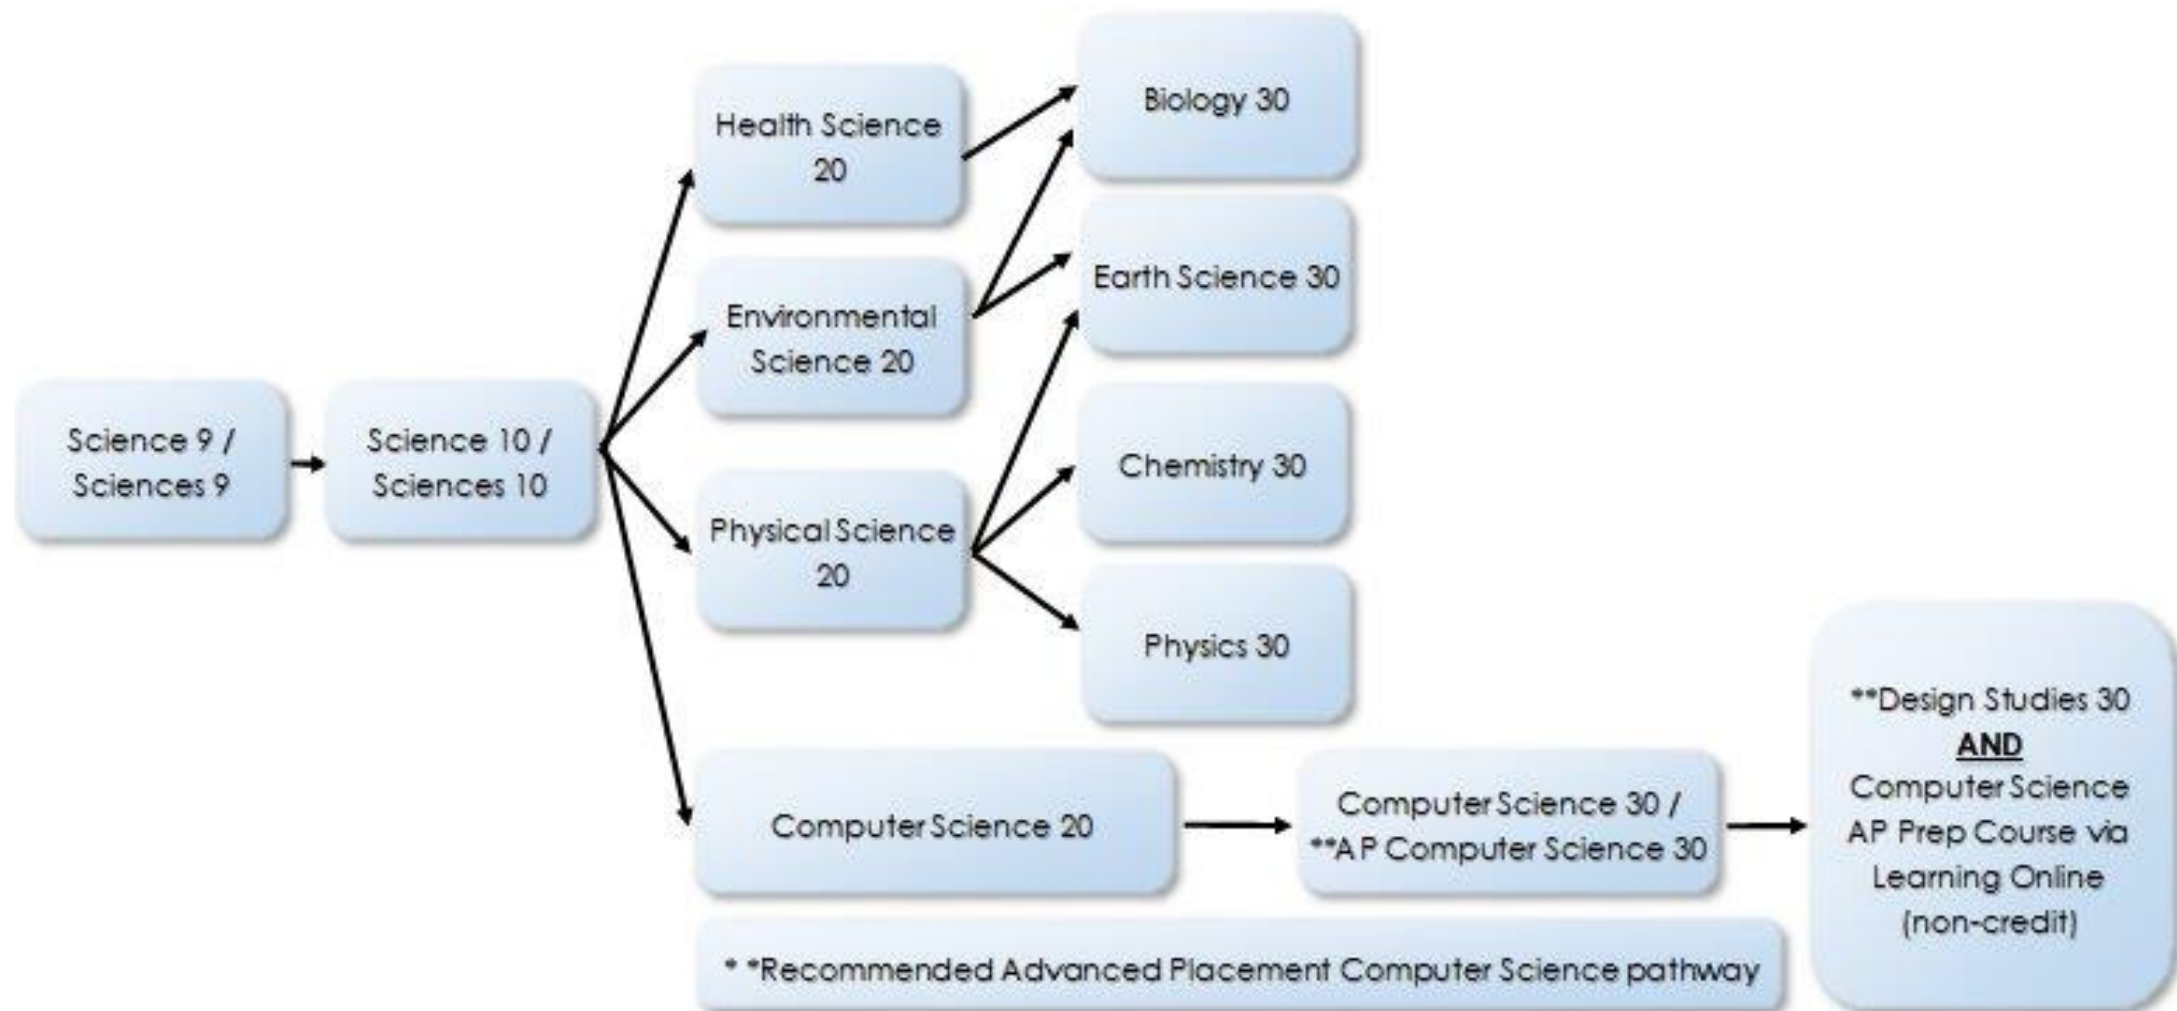 Science 9 /
Sciences 9
Science 10 /
Sciences 10
Health Science
20
Environmental
Science 20
Physical Science
20
Computer Science 20
Biology 30
Earth Science 30
Chemistry 30
Physics 30
Computer Science 30 /
**AP Computer Science 30
**Design Studies 30
AND
Computer Science
AP Prep Course via
Learning Online
(non-credit)
* *Recommended Advanced Placement Computer Science pathway